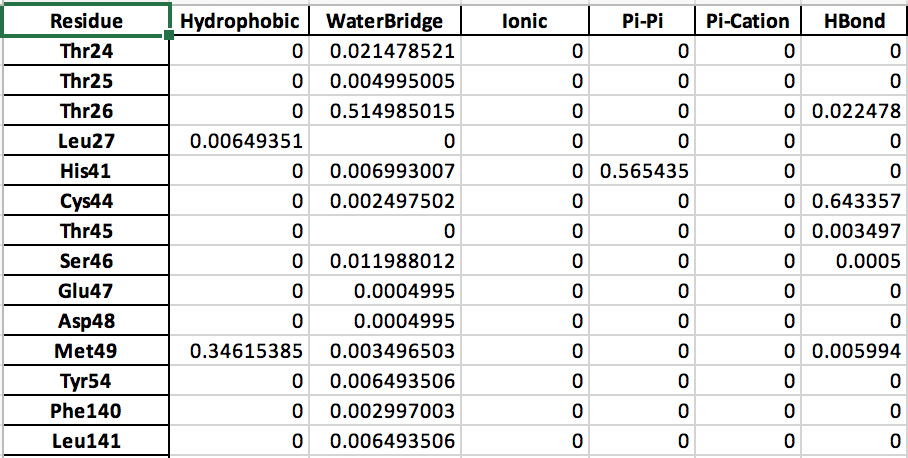 Residue Hydrophobic WaterBridge Ionic Pi-Pi Pi-Cation HBond
Thr24 0 0.021478521 0 0 0 0
Thr25 0 0.004995005 0 0 0 0
Thr26 0 0.514985015 0 0 0 0.022478
Leu27 0.00649351 0 0 0 0 0
His41 0 0.006993007 0 0.565435 0 0
Cys44 0 0.002497502 0 0 0 0.643357
Thr45 0 0 0 0 0 0.003497
Ser46 0 0.011988012 0 0 0 0.0005
Glu47 0 0.0004995 0 0 0 0
Asp48 0 0.0004995 0 0 0 0
Met49 0.34615385 0.003496503 0 0 0 0.005994
Tyr54 0 0.006493506 0 0 0 0
Phe140 0 0.002997003 0 0 0 0
Leu141 0 0.006493506 0 0 0 0